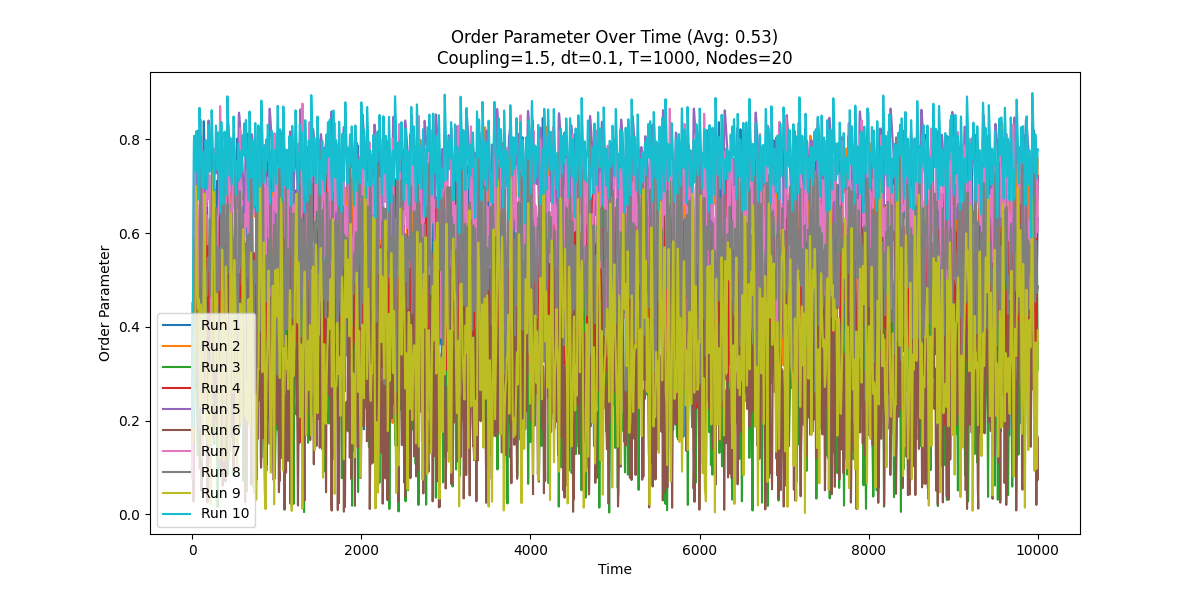 Order Parameter Over Time (Avg: 0.53)
Coupling=1.5, dt=0.1, T=1000, Nodes=20
Order Parameter
0.8
0.6
0.4
0.2
0.0
Run 1
Run 2
Run 3
Run 4
Run 5
Run 6
Run 7
Run 8
Run 9
Run 10
0 2000 4000 6000 8000 10000
Time